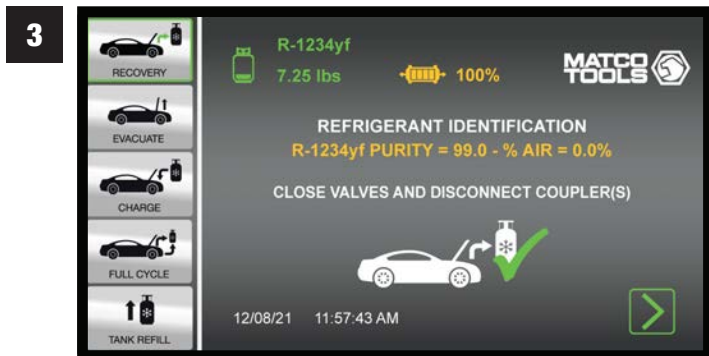 3
RECOVERY
EVACUATE
CHARGE
FULL CYCLE
TANK REFILL
R-1234yf
7.25 lbs
100%
MATCO
TOOLS
REFRIGERANT IDENTIFICATION
R-1234yf PURITY = 99.0 - % AIR = 0.0%
CLOSE VALVES AND DISCONNECT COUPLER(S)
12/08/21 11:57:43 AM